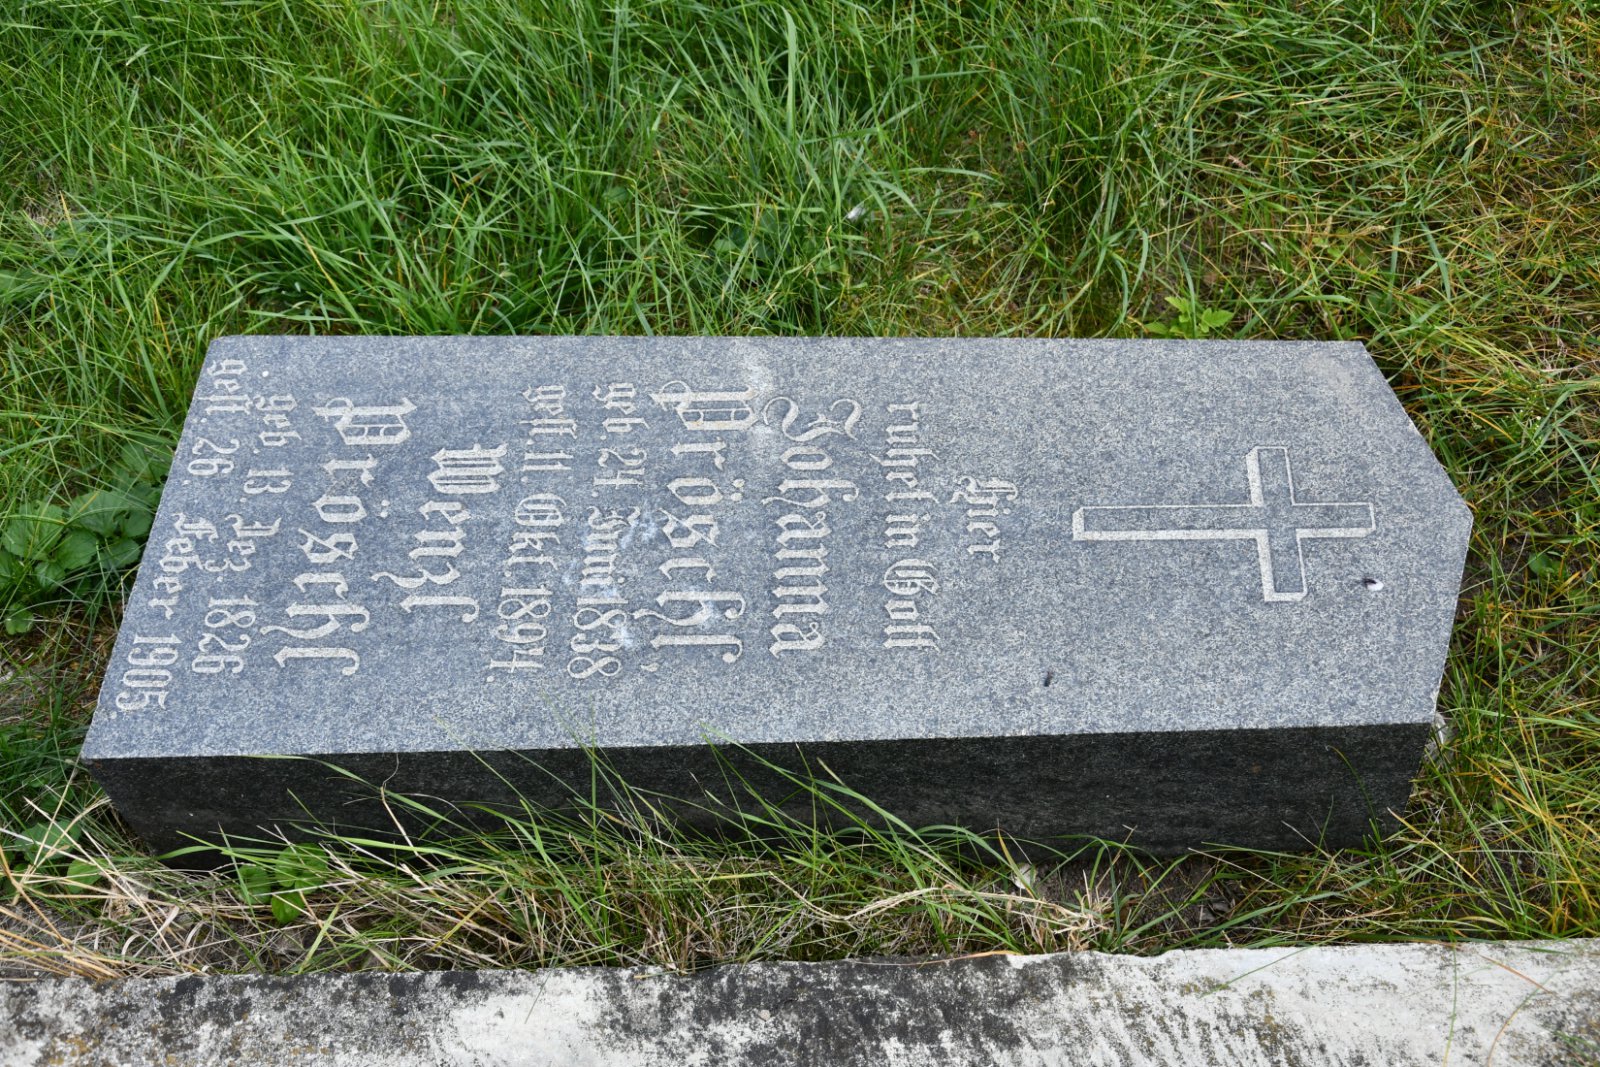 Hier
ruhet in Gott
Johanna
Pröschl,
geb. 24. Juni 1838
gest. 11. Okt. 1894.
Wenzl
Pröschl
geb. 13 Dez. 1826
gest. 26. Feber 1905.